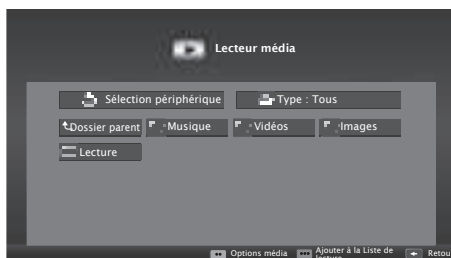 Lecteur média
Sélection périphérique
Type : Tous
Dossier parent
Musique
Vidéos
Images
Lecture
Options média
Ajouter à la Liste de
lecture
Retou